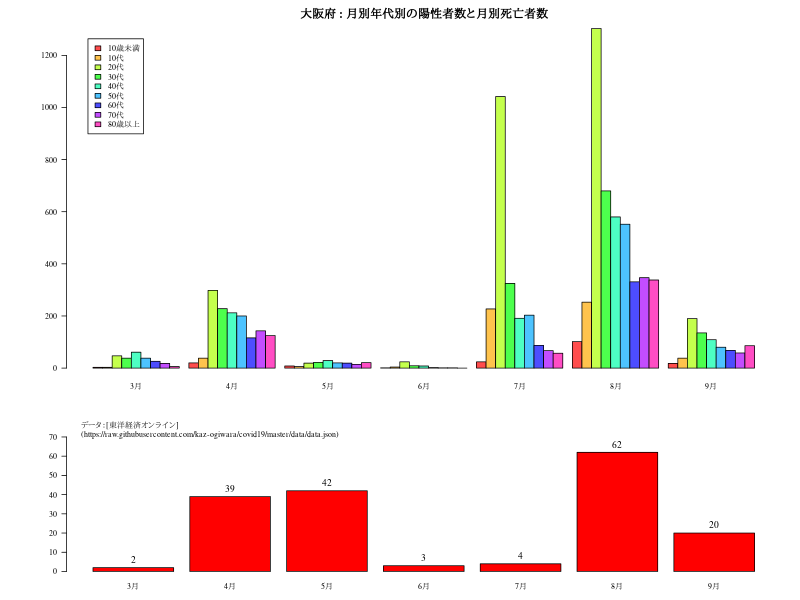 大阪府 : 月別年代別の陽性者数と月別死亡者数
1200
1000
800
600
400
200
0
10歳未満
10代
20代
30代
40代
50代
60代
70代
80歳以上
3月 4月 5月 6月 7月 8月 9月
データ : [東洋経済オンライン]
(https://raw.githubusercontent.com/kaz-ogiwara/covid19/master/data/data.json)
70
60
50
40
30
20
10
0
2 39 42 3 4 62 20
3月 4月 5月 6月 7月 8月 9月